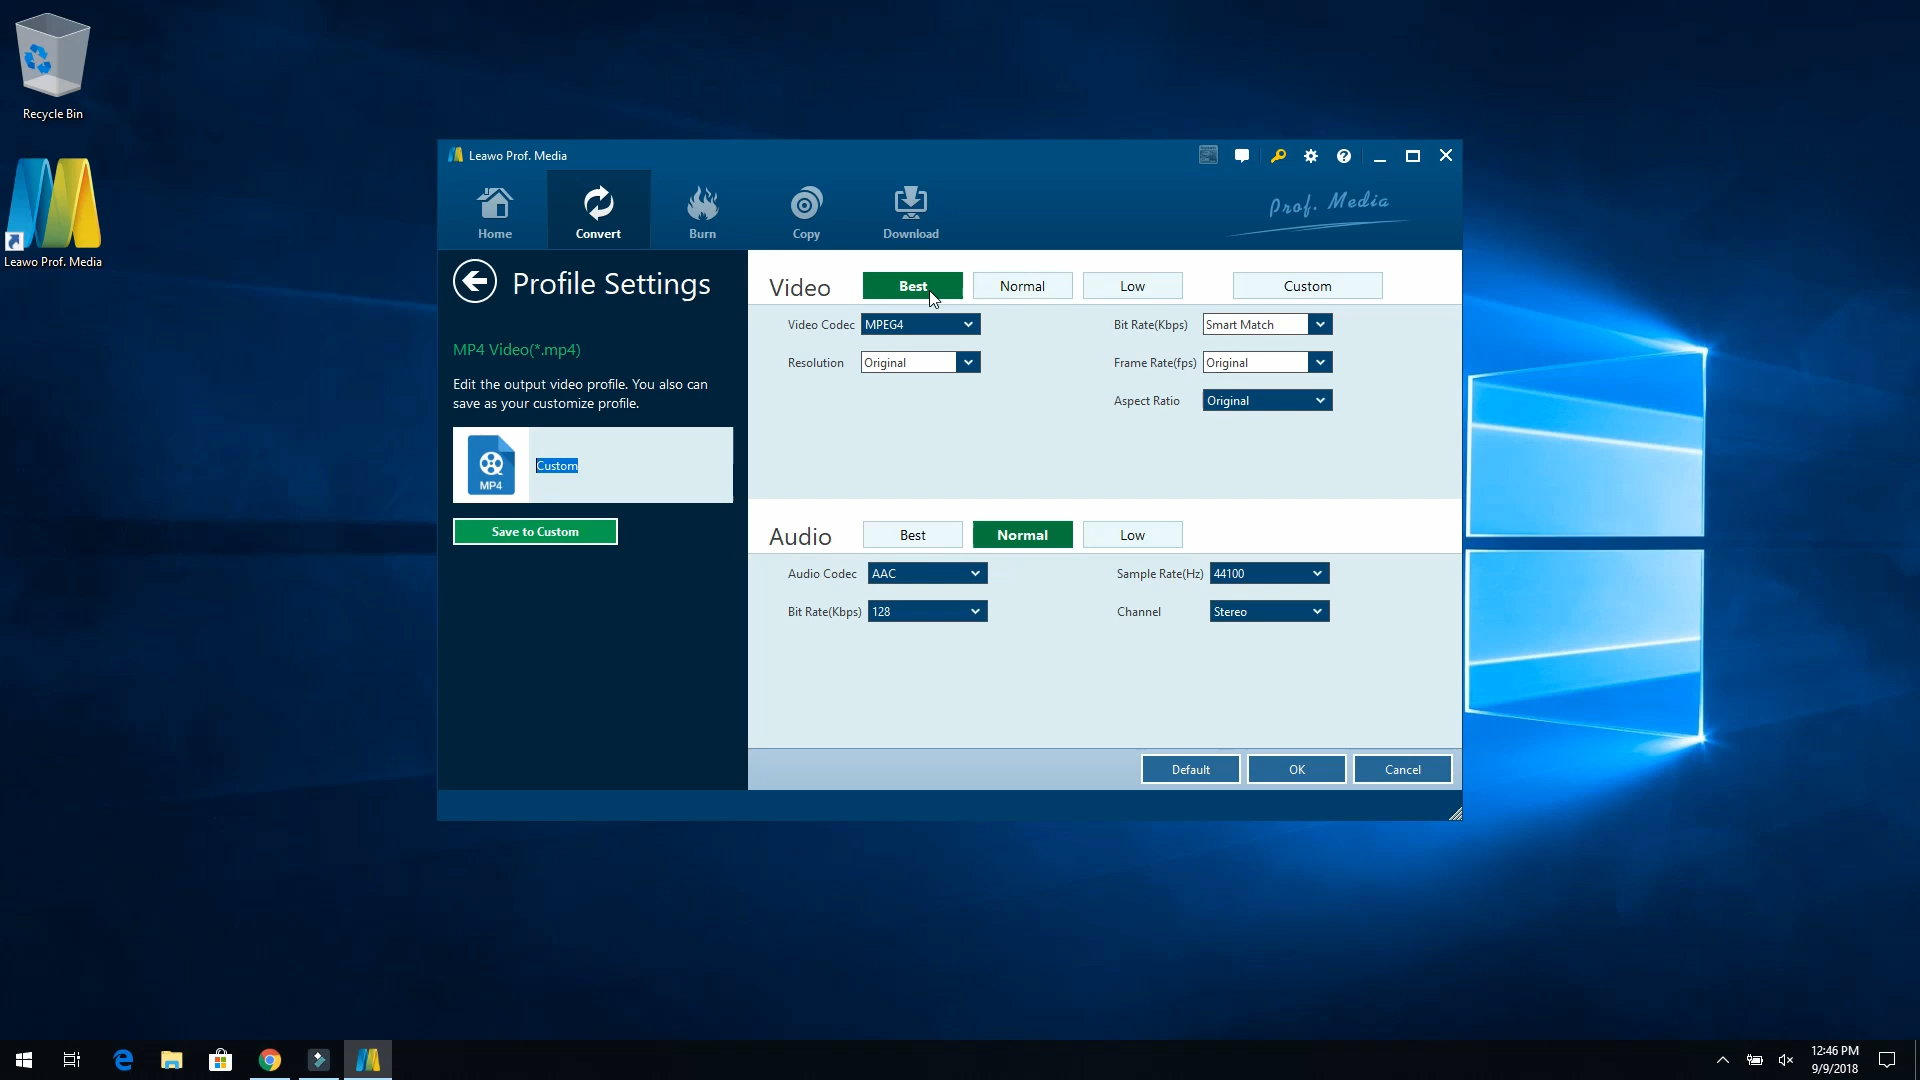 Recycle Bin
Leawo Prof. Media
Leawo Prof. Media
Home
Convert
Burn
Copy
Download
Prof. Media
Profile Settings
MP4 Video(*.mp4)
Edit the output video profile. You also can
save as your customize profile.
MP4
Custom
Save to Custom
Video
Best
Normal
Low
Custom
Video Codec
MPEG4
Bit Rate(Kbps)
Smart Match
Resolution
Original
Frame Rate(fps)
Original
Aspect Ratio
Original
Audio
Best
Normal
Low
Audio Codec
AAC
Sample Rate(Hz)
44100
Bit Rate(Kbps)
128
Channel
Stereo
Default
OK
Cancel
12:46 PM
9/9/2018